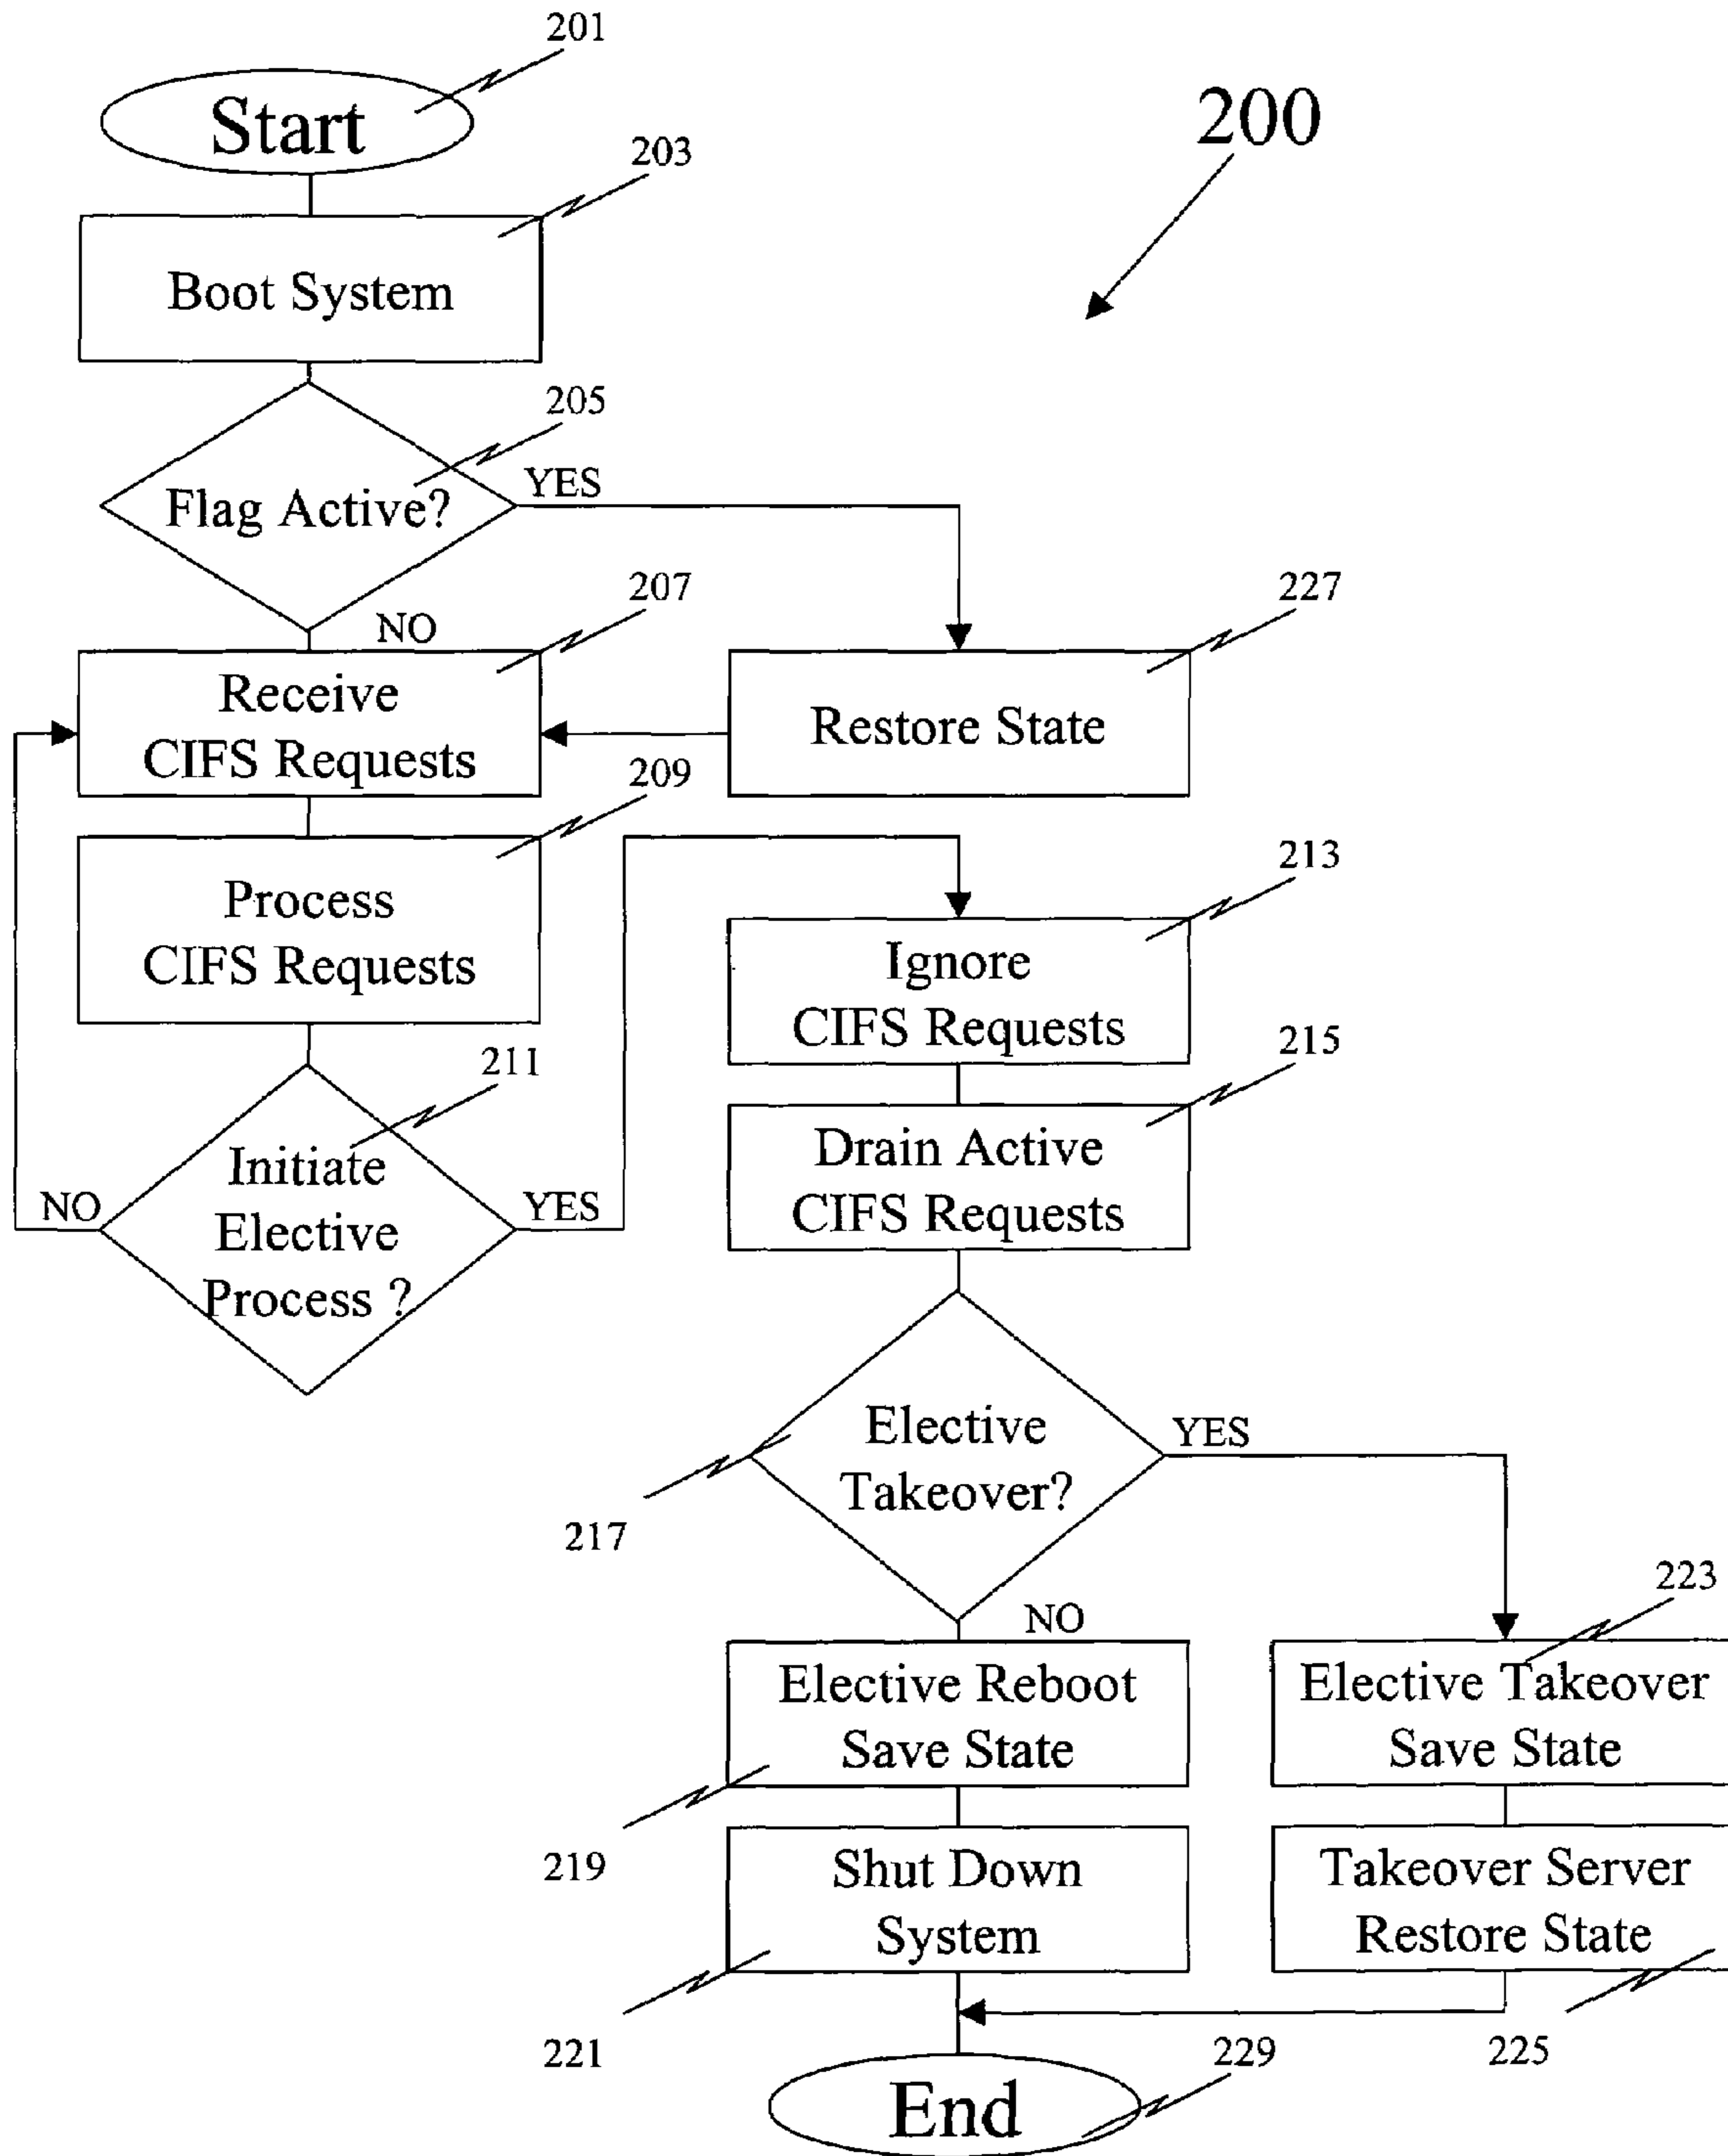 201
Start
200
203
Boot System
205
YES
Flag Active?
207
227
NO
Receive
CIFS Requests
Restore State
209
213
Process
CIFS Requests
Ignore
CIFS Requests
211
215
Initiate
Elective
Process ?
NO
YES
Drain Active
CIFS Requests
Elective
Takeover?
YES
217
223
NO
Elective Reboot
Save State
Elective Takeover
Save State
219
Shut Down
System
Takeover Server
Restore State
221
229
225
End